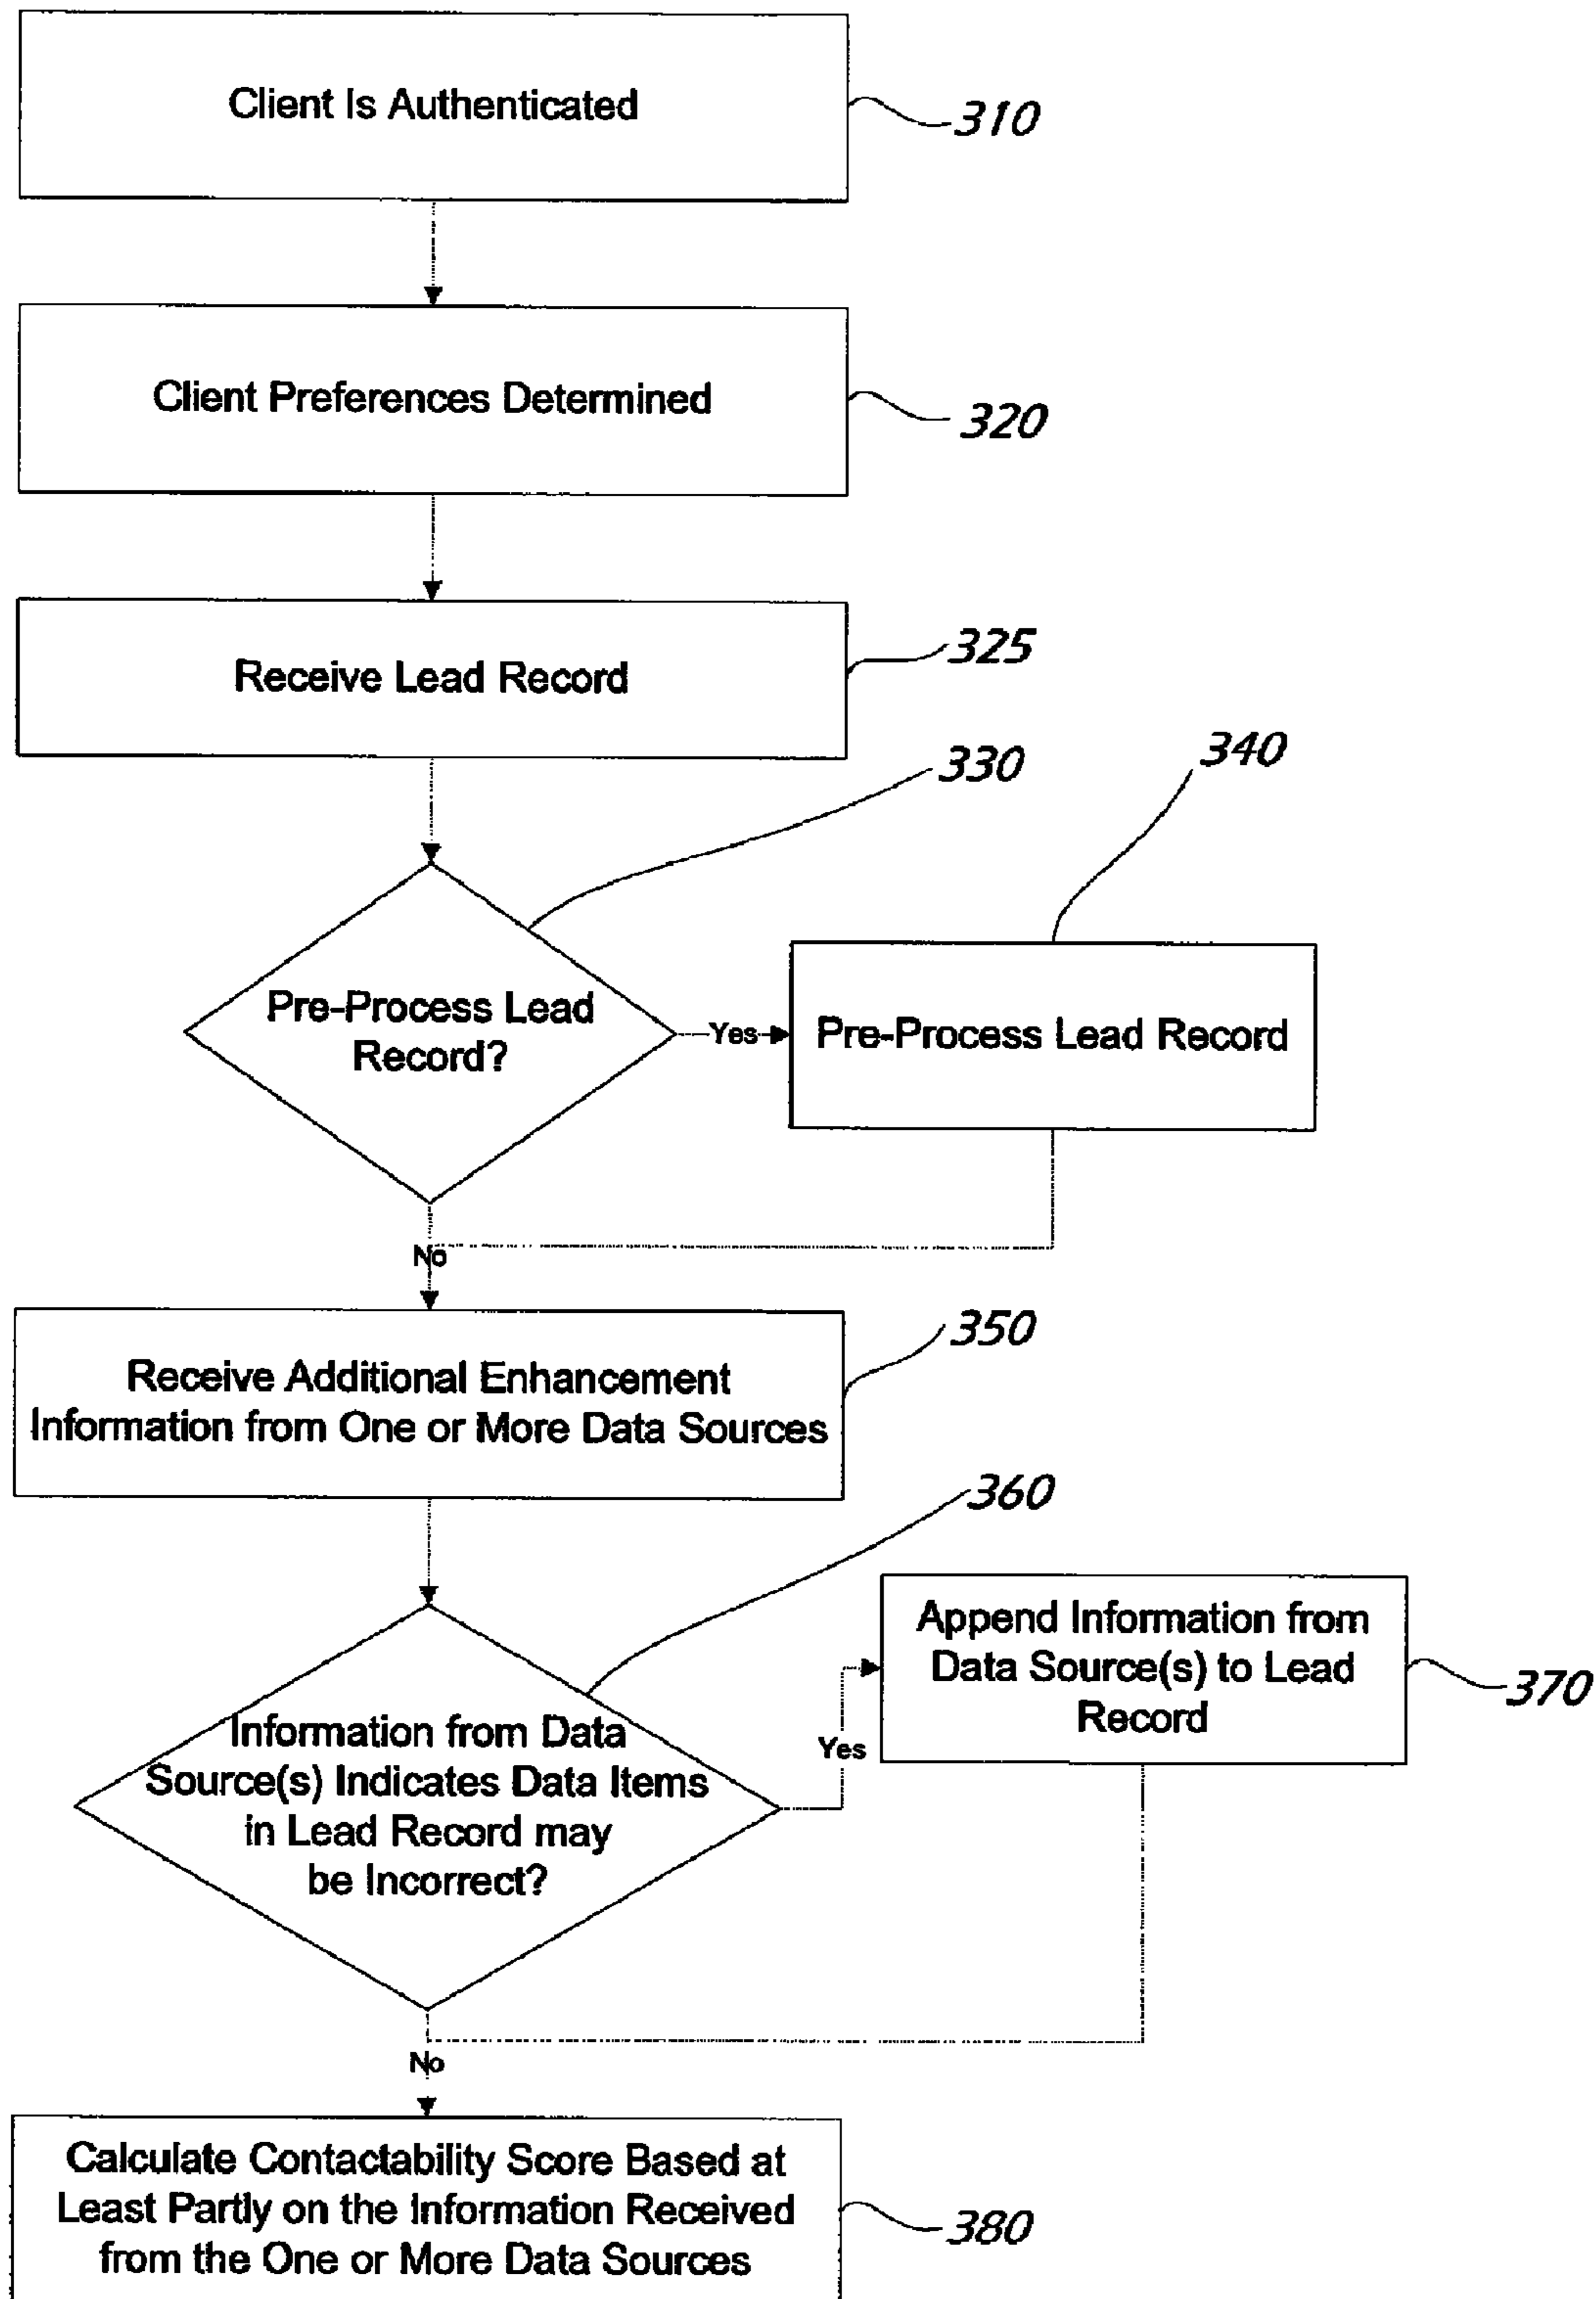 Client Is Authenticated
310
Client Preferences Determined
320
Receive Lead Record
325
330
340
Pre-Process Lead
Record?
Yes
Pre-Process Lead Record
No
350
Receive Additional Enhancement
Information from One or More Data Sources
360
Append Information from
Data Source(s) to Lead
Record
370
Information from Data
Source(s) Indicates Data Items
in Lead Record may
be Incorrect?
Yes
No
Calculate Contactability Score Based at
Least Partly on the Information Received
from the One or More Data Sources
380